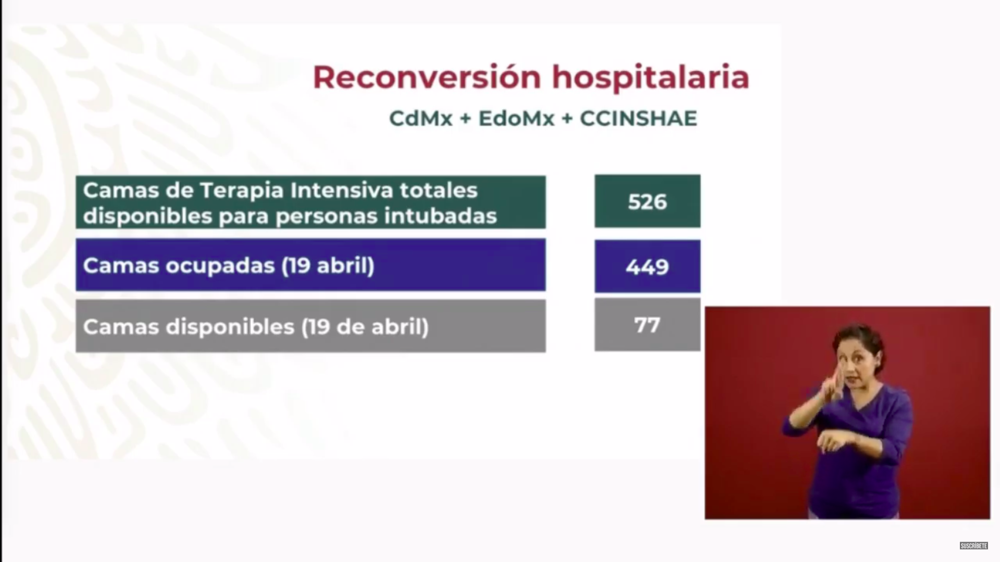 Reconversión hospitalaria
CdMx + EdoMx + CCINSHAE
Camas de Terapia Intensiva totales
disponibles para personas intubadas
526
Camas ocupadas (19 abril)
449
Camas disponibles (19 de abril)
77
SUSCRÍBETE